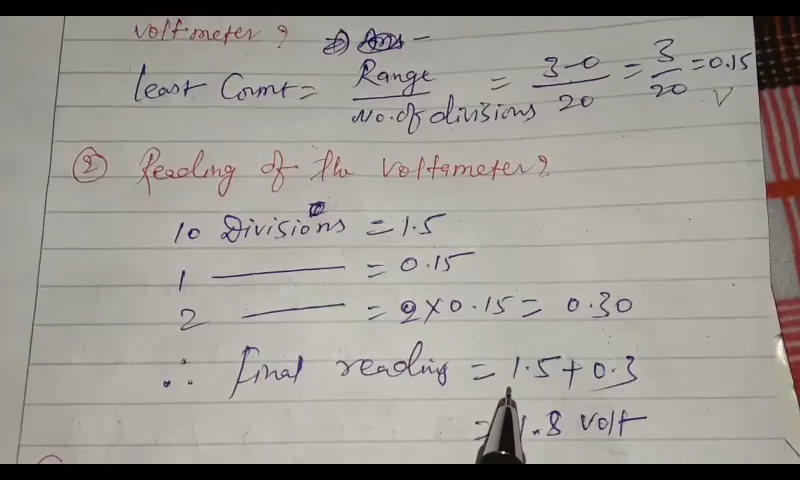 voltmeter ? Ans -
Least Count = Range / No. of divisions = 3-0 / 20 = 3 / 20 = 0.15 V
② Reading of the voltameter?
10 Divisions = 1.5
1 —— = 0.15
2 —— = 2 × 0.15 = 0.30
∴ final reading = 1.5 + 0.3
= 1.8 volt